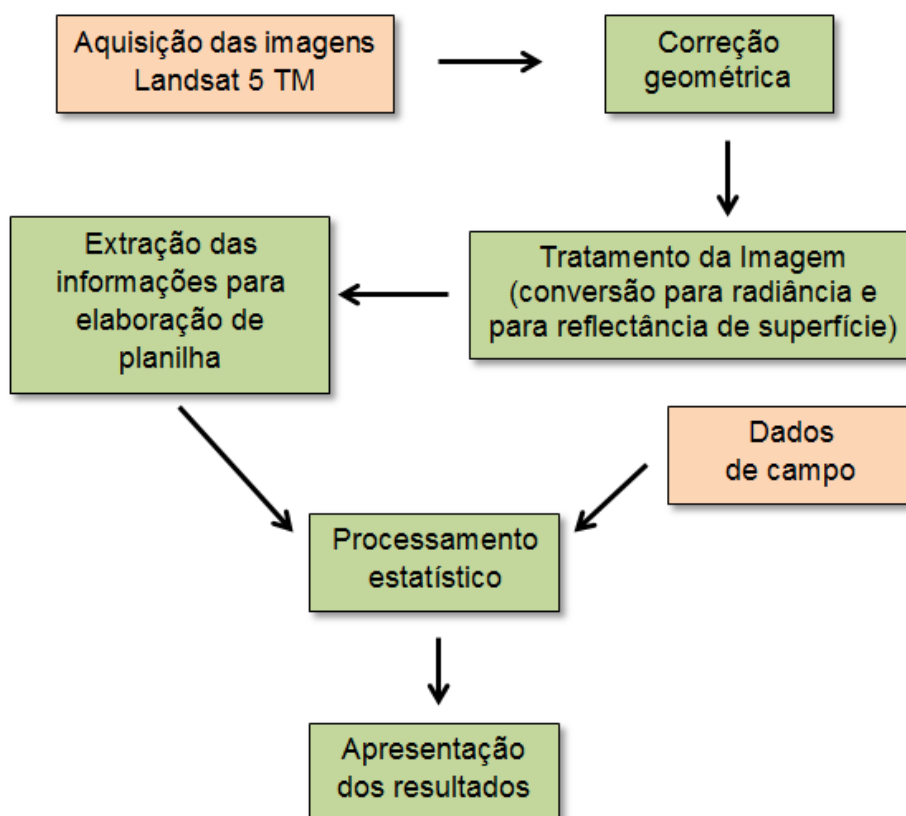 Aquisição das imagens
Landsat 5 TM
Correção
geométrica
Tratamento da Imagem
(conversão para radiância e
para reflectância de superfície)
Extração das
informações para
elaboração de
planilha
Dados
de campo
Processamento
estatístico
Apresentação
dos resultados